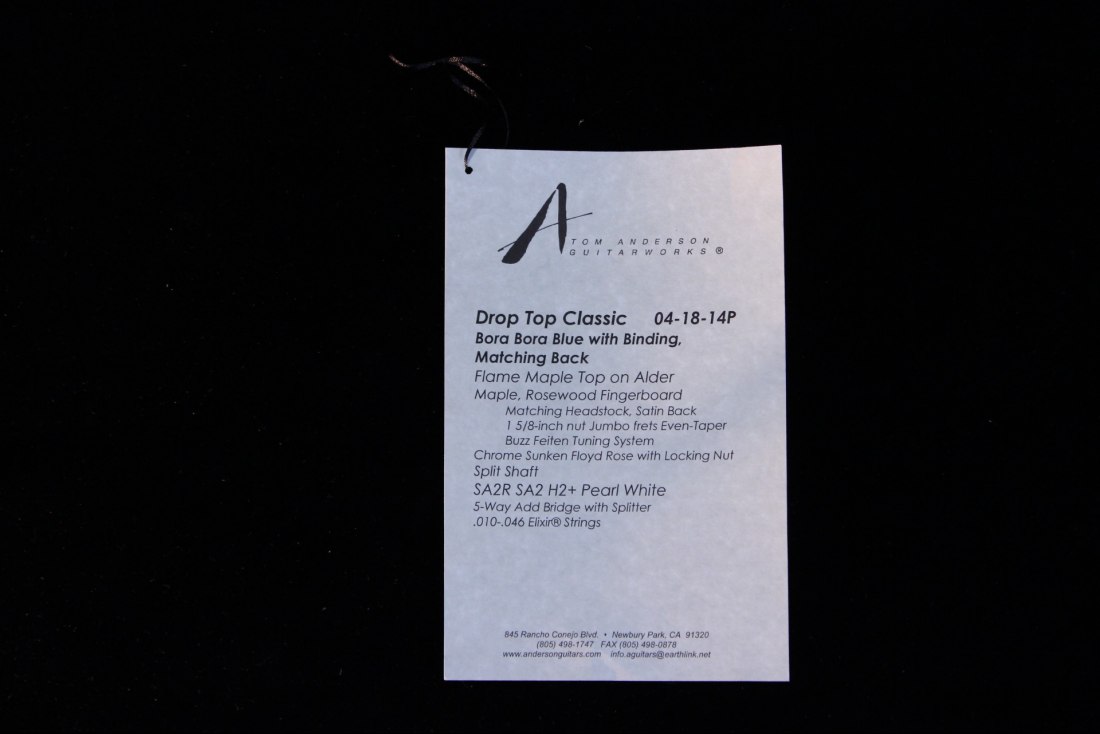 A
TOM ANDERSON
GUITARWORKS ®
Drop Top Classic 04-18-14P
Bora Bora Blue with Binding,
Matching Back
Flame Maple Top on Alder
Maple, Rosewood Fingerboard
Matching Headstock, Satin Back
1 5/8-inch nut Jumbo frets Even-Taper
Buzz Feiten Tuning System
Chrome Sunken Floyd Rose with Locking Nut
Split Shaft
SA2R SA2 H2+ Pearl White
5-Way Add Bridge with Splitter
.010-.046 Elixir® Strings
845 Rancho Conejo Blvd. • Newbury Park, CA 91320
(805) 498-1747 FAX (805) 498-0878
www.andersonguitars.com info.aguitars@earthlink.net